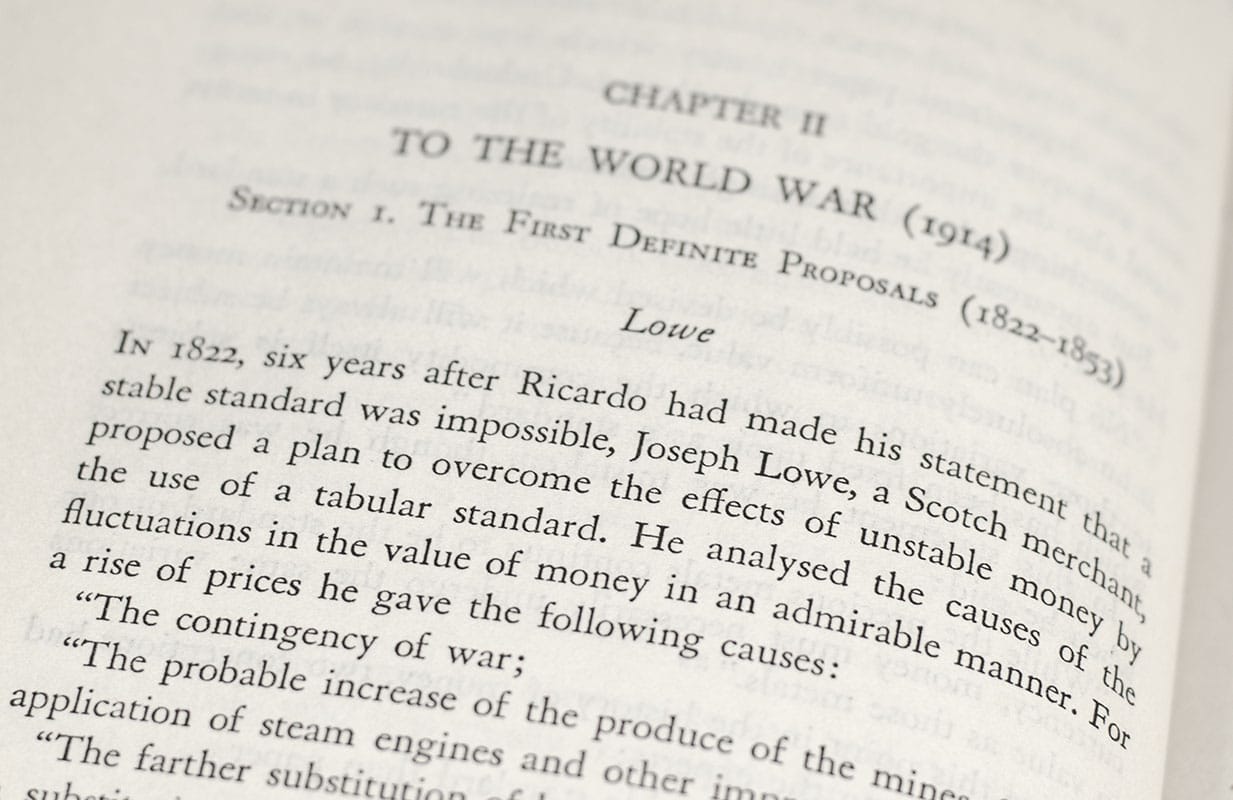 CHAPTER II
TO THE WORLD WAR (1914)
SECTION 1. THE FIRST DEFINITE PROPOSALS (1822–1853)
Lowe
IN 1822, six years after Ricardo had made his statement that a
stable standard was impossible, Joseph Lowe, a Scotch merchant,
proposed a plan to overcome the effects of unstable money by
the use of a tabular standard. He analysed the causes of the
fluctuations in the value of money in an admirable manner. For
a rise of prices he gave the following causes:
“The contingency of war;
“The probable increase of the produce of the mines
application of steam engines and other
“The farther substitution of